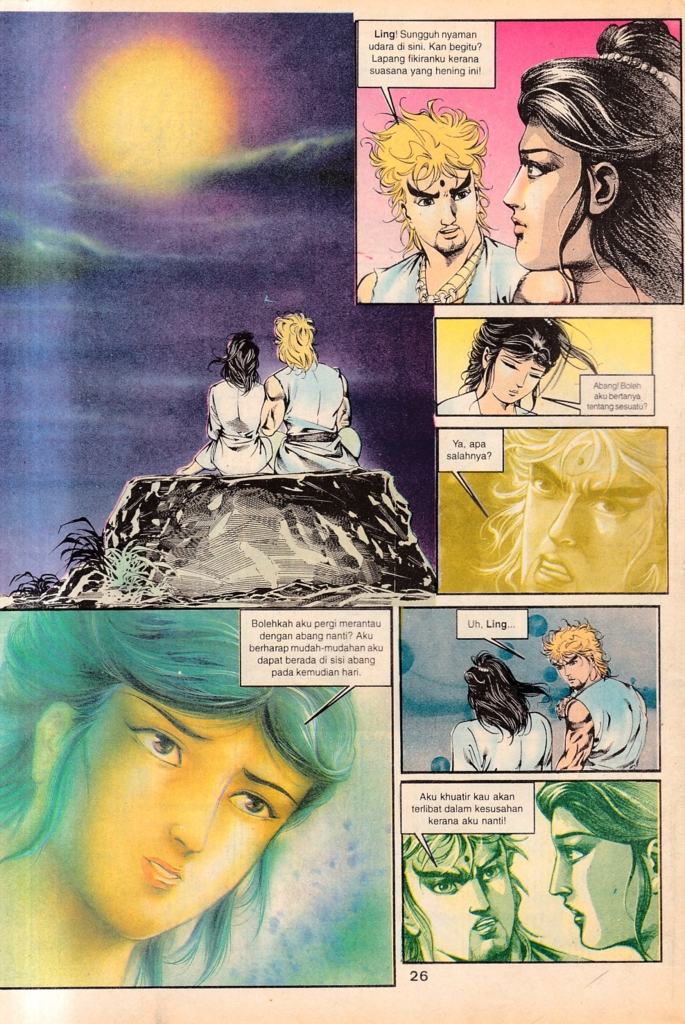 Ling! Sungguh nyaman
udara di sini. Kan begitu?
Lapang fikiranku kerana
suasana yang hening ini!
Abang! Boleh
aku bertanya
tentang sesuatu?
Ya, apa
salahnya?
Bolehkah aku pergi merantau
dengan abang nanti? Aku
berharap mudah-mudahan aku
dapat berada di sisi abang
pada kemudian hari.
Uh, Ling...
Aku khuatir kau akan
terlibat dalam kesusahan
kerana aku nanti!
26